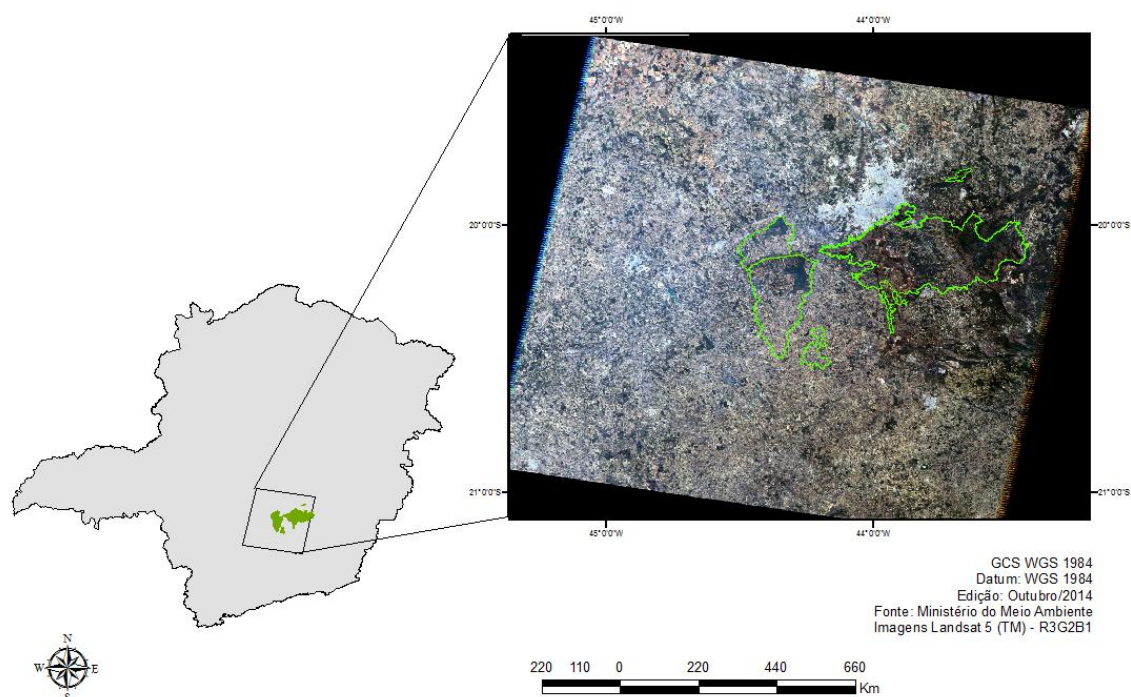 45°0'0"W 44°0'0"W
20°0'0"S 20°0'0"S
21°0'0"S 21°0'0"S
45°0'0"W 44°0'0"W
GCS WGS 1984
Datum: WGS 1984
Edição: Outubro/2014
Fonte: Ministério do Meio Ambiente
Imagens Landsat 5 (TM) - R3G2B1
N
W E
S
220 110 0 220 440 660
Km